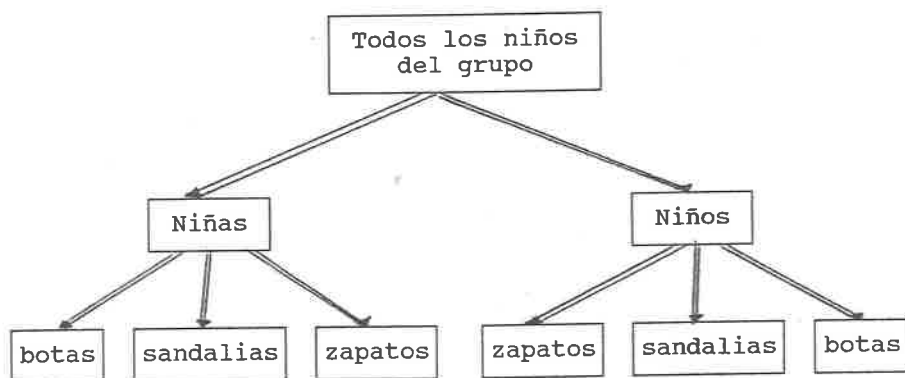 Todos los niños
del grupo
Niñas
Niños
botas
sandalias
zapatos
zapatos
sandalias
botas